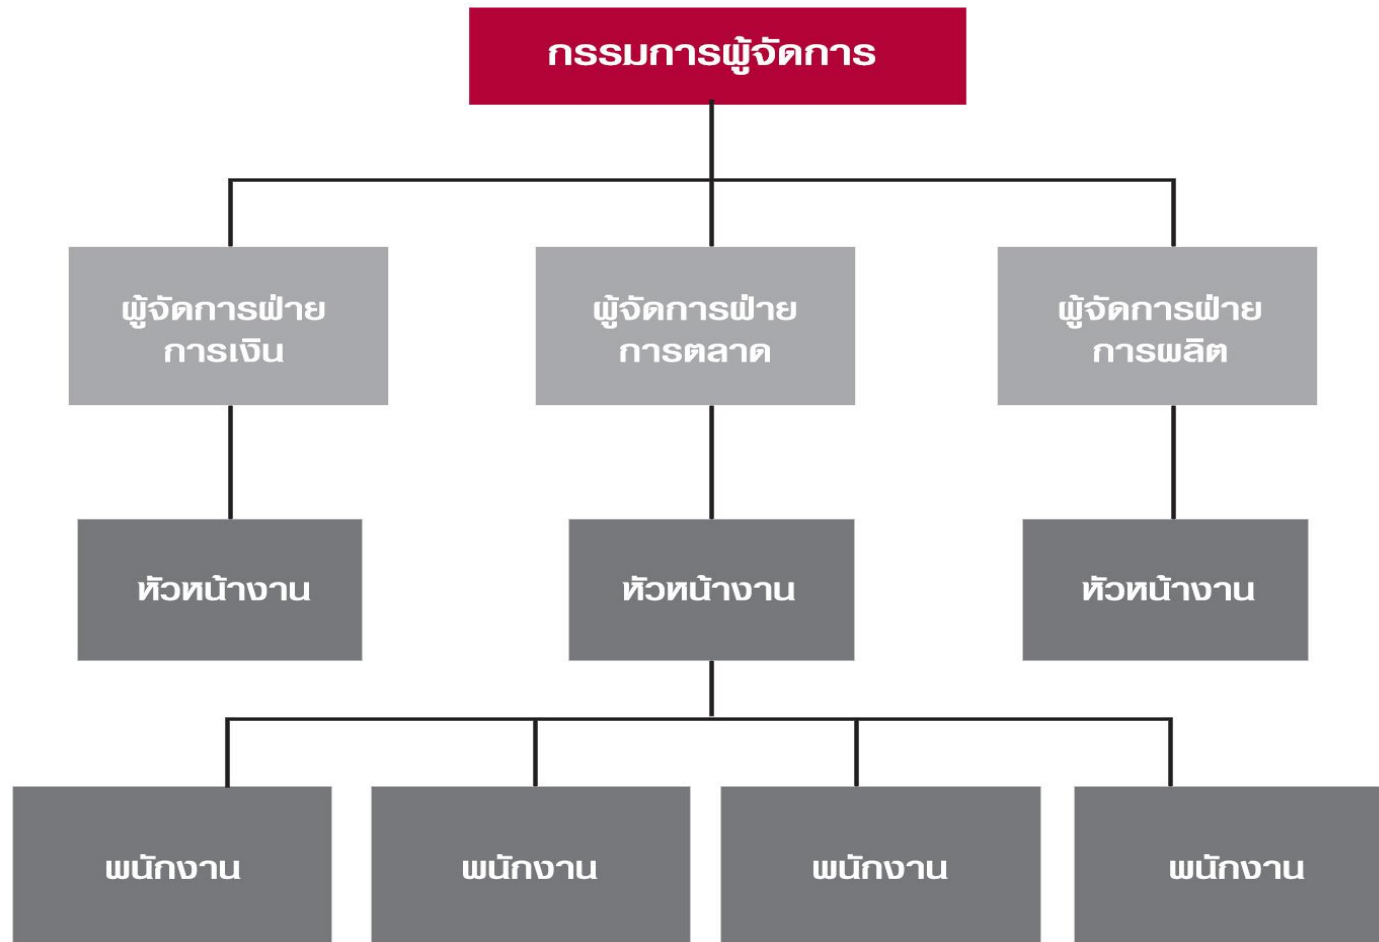 กรรมการผู้จัดการ
ผู้จัดการฝ่าย
การเงิน
ผู้จัดการฝ่าย
การตลาด
ผู้จัดการฝ่าย
การผลิต
หัวหน้างาน
หัวหน้างาน
หัวหน้างาน
พนักงาน
พนักงาน
พนักงาน
พนักงาน